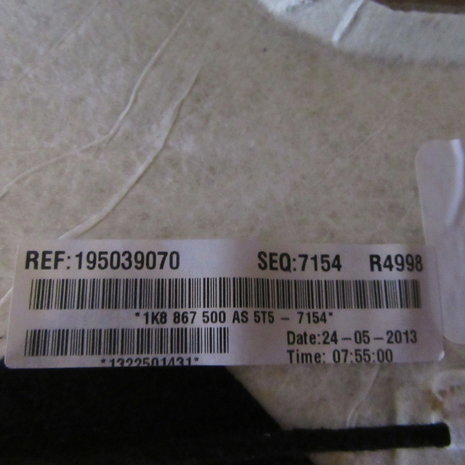 REF:195039070 SEQ:7154 R4998
*1K8 867 500 AS 5T5 - 7154*
Date:24-05-2013
*1322501431* Time: 07:55:00